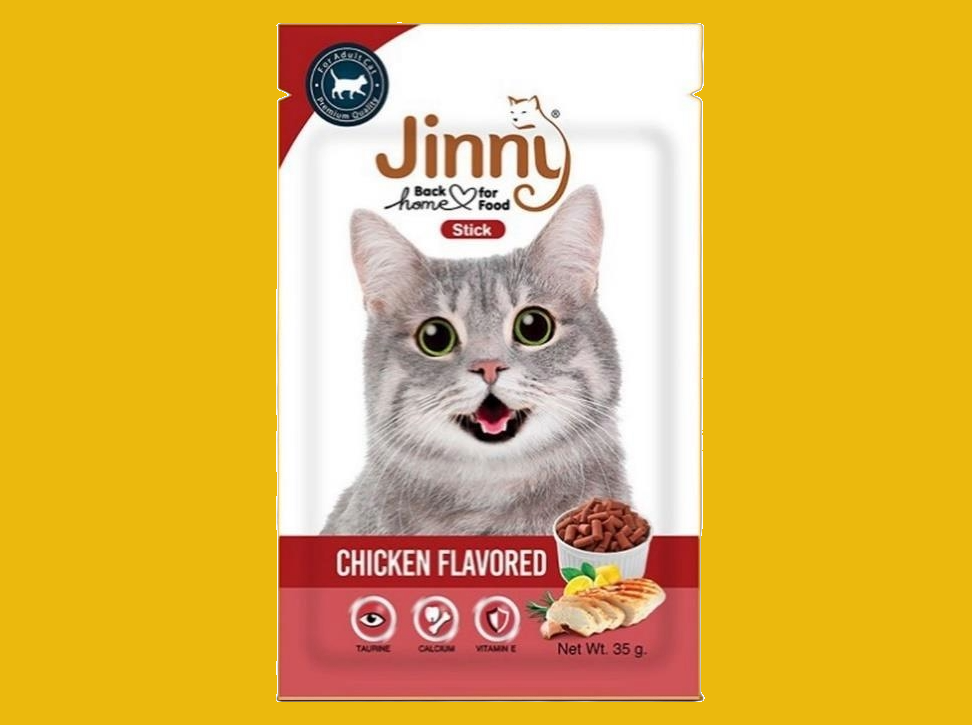 For Adult Cat
Premium Quality
Jinny®
Back for
home Food
Stick
CHICKEN FLAVORED
TAURINE CALCIUM VITAMIN E
Net Wt. 35 g.